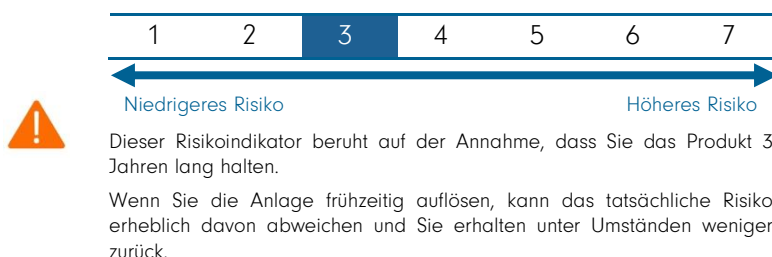 1 2 3 4 5 6 7
Niedrigeres Risiko Höheres Risiko
Dieser Risikoindikator beruht auf der Annahme, dass Sie das Produkt 3
Jahren lang halten.
Wenn Sie die Anlage frühzeitig auflösen, kann das tatsächliche Risiko
erheblich davon abweichen und Sie erhalten unter Umständen weniger
zurück.